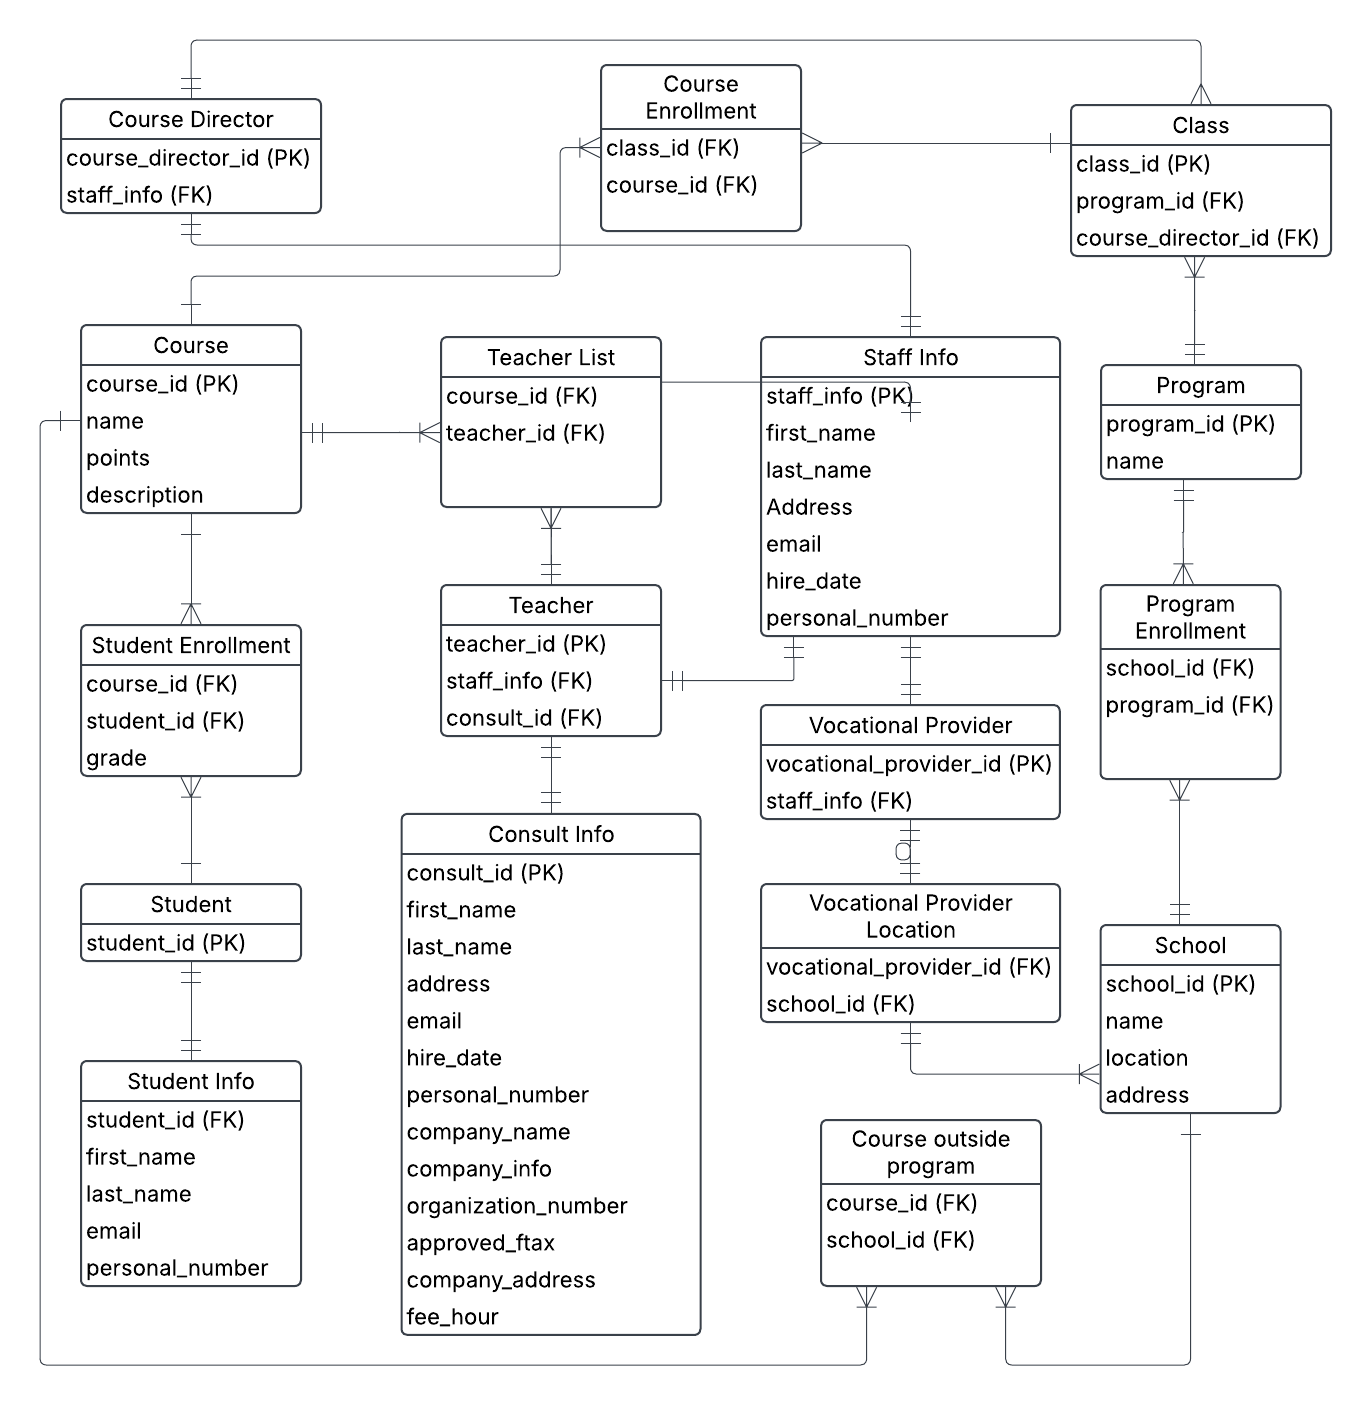 Course Director
course_director_id (PK)
staff_info (FK)
Course
Enrollment
class_id (FK)
course_id (FK)
Class
class_id (PK)
program_id (FK)
course_director_id (FK)
Course
course_id (PK)
name
points
description
Teacher List
course_id (FK)
teacher_id (FK)
Staff Info
staff_info (PK)
first_name
last_name
Address
email
hire_date
personal_number
Program
program_id (PK)
name
Student Enrollment
course_id (FK)
student_id (FK)
grade
Teacher
teacher_id (PK)
staff_info (FK)
consult_id (FK)
Vocational Provider
vocational_provider_id (PK)
staff_info (FK)
Program
Enrollment
school_id (FK)
program_id (FK)
Student
student_id (PK)
Consult Info
consult_id (PK)
first_name
last_name
address
email
hire_date
personal_number
company_name
company_info
organization_number
approved_ftax
company_address
fee_hour
Vocational Provider
Location
vocational_provider_id (FK)
school_id (FK)
School
school_id (PK)
name
location
address
Student Info
student_id (FK)
first_name
last_name
email
personal_number
Course outside
program
course_id (FK)
school_id (FK)